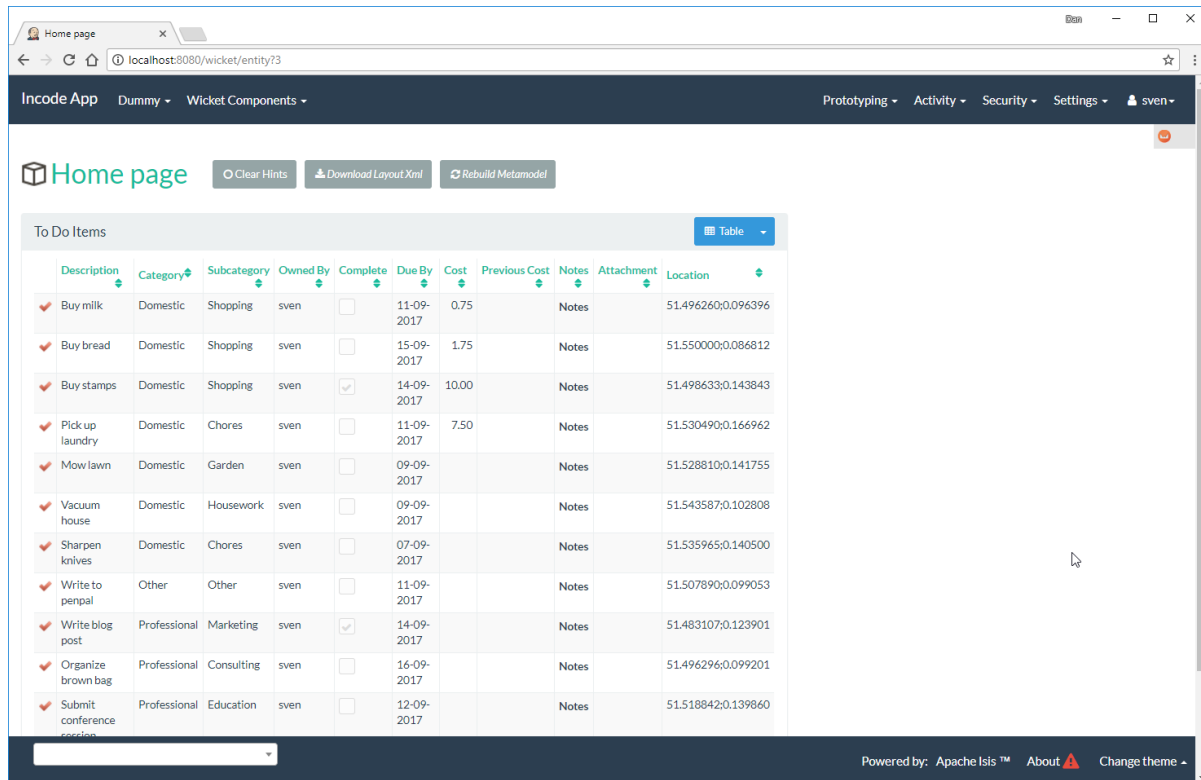 Dan
Home page
localhost:8080/wicket/entity?3
Incode App Dummy Wicket Components Prototyping Activity Security Settings sven
Home page Clear Hints Download Layout Xml Rebuild Metamodel
To Do Items Table
Description Category Subcategory Owned By Complete Due By Cost Previous Cost Notes Attachment Location
Buy milk Domestic Shopping sven 11-09- 0.75 Notes 51.496260;0.096396
2017
Buy bread Domestic Shopping sven 15-09- 1.75 Notes 51.550000;0.086812
2017
Buy stamps Domestic Shopping sven 14-09- 10.00 Notes 51.498633;0.143843
2017
Pick up Domestic Chores sven 11-09- 7.50 Notes 51.530490;0.166962
laundry 2017
Mow lawn Domestic Garden sven 09-09- Notes 51.528810;0.141755
2017
Vacuum Domestic Housework sven 09-09- Notes 51.543587;0.102808
house 2017
Sharpen Domestic Chores sven 07-09- Notes 51.535965;0.140500
knives 2017
Write to Other Other sven 11-09- Notes 51.507890;0.099053
penpal 2017
Write blog Professional Marketing sven 14-09- Notes 51.483107;0.123901
post 2017
Organize Professional Consulting sven 16-09- Notes 51.496296;0.099201
brown bag 2017
Submit Professional Education sven 12-09- Notes 51.518842;0.139860
conference 2017
session
Powered by: Apache Isis ™ About Change theme